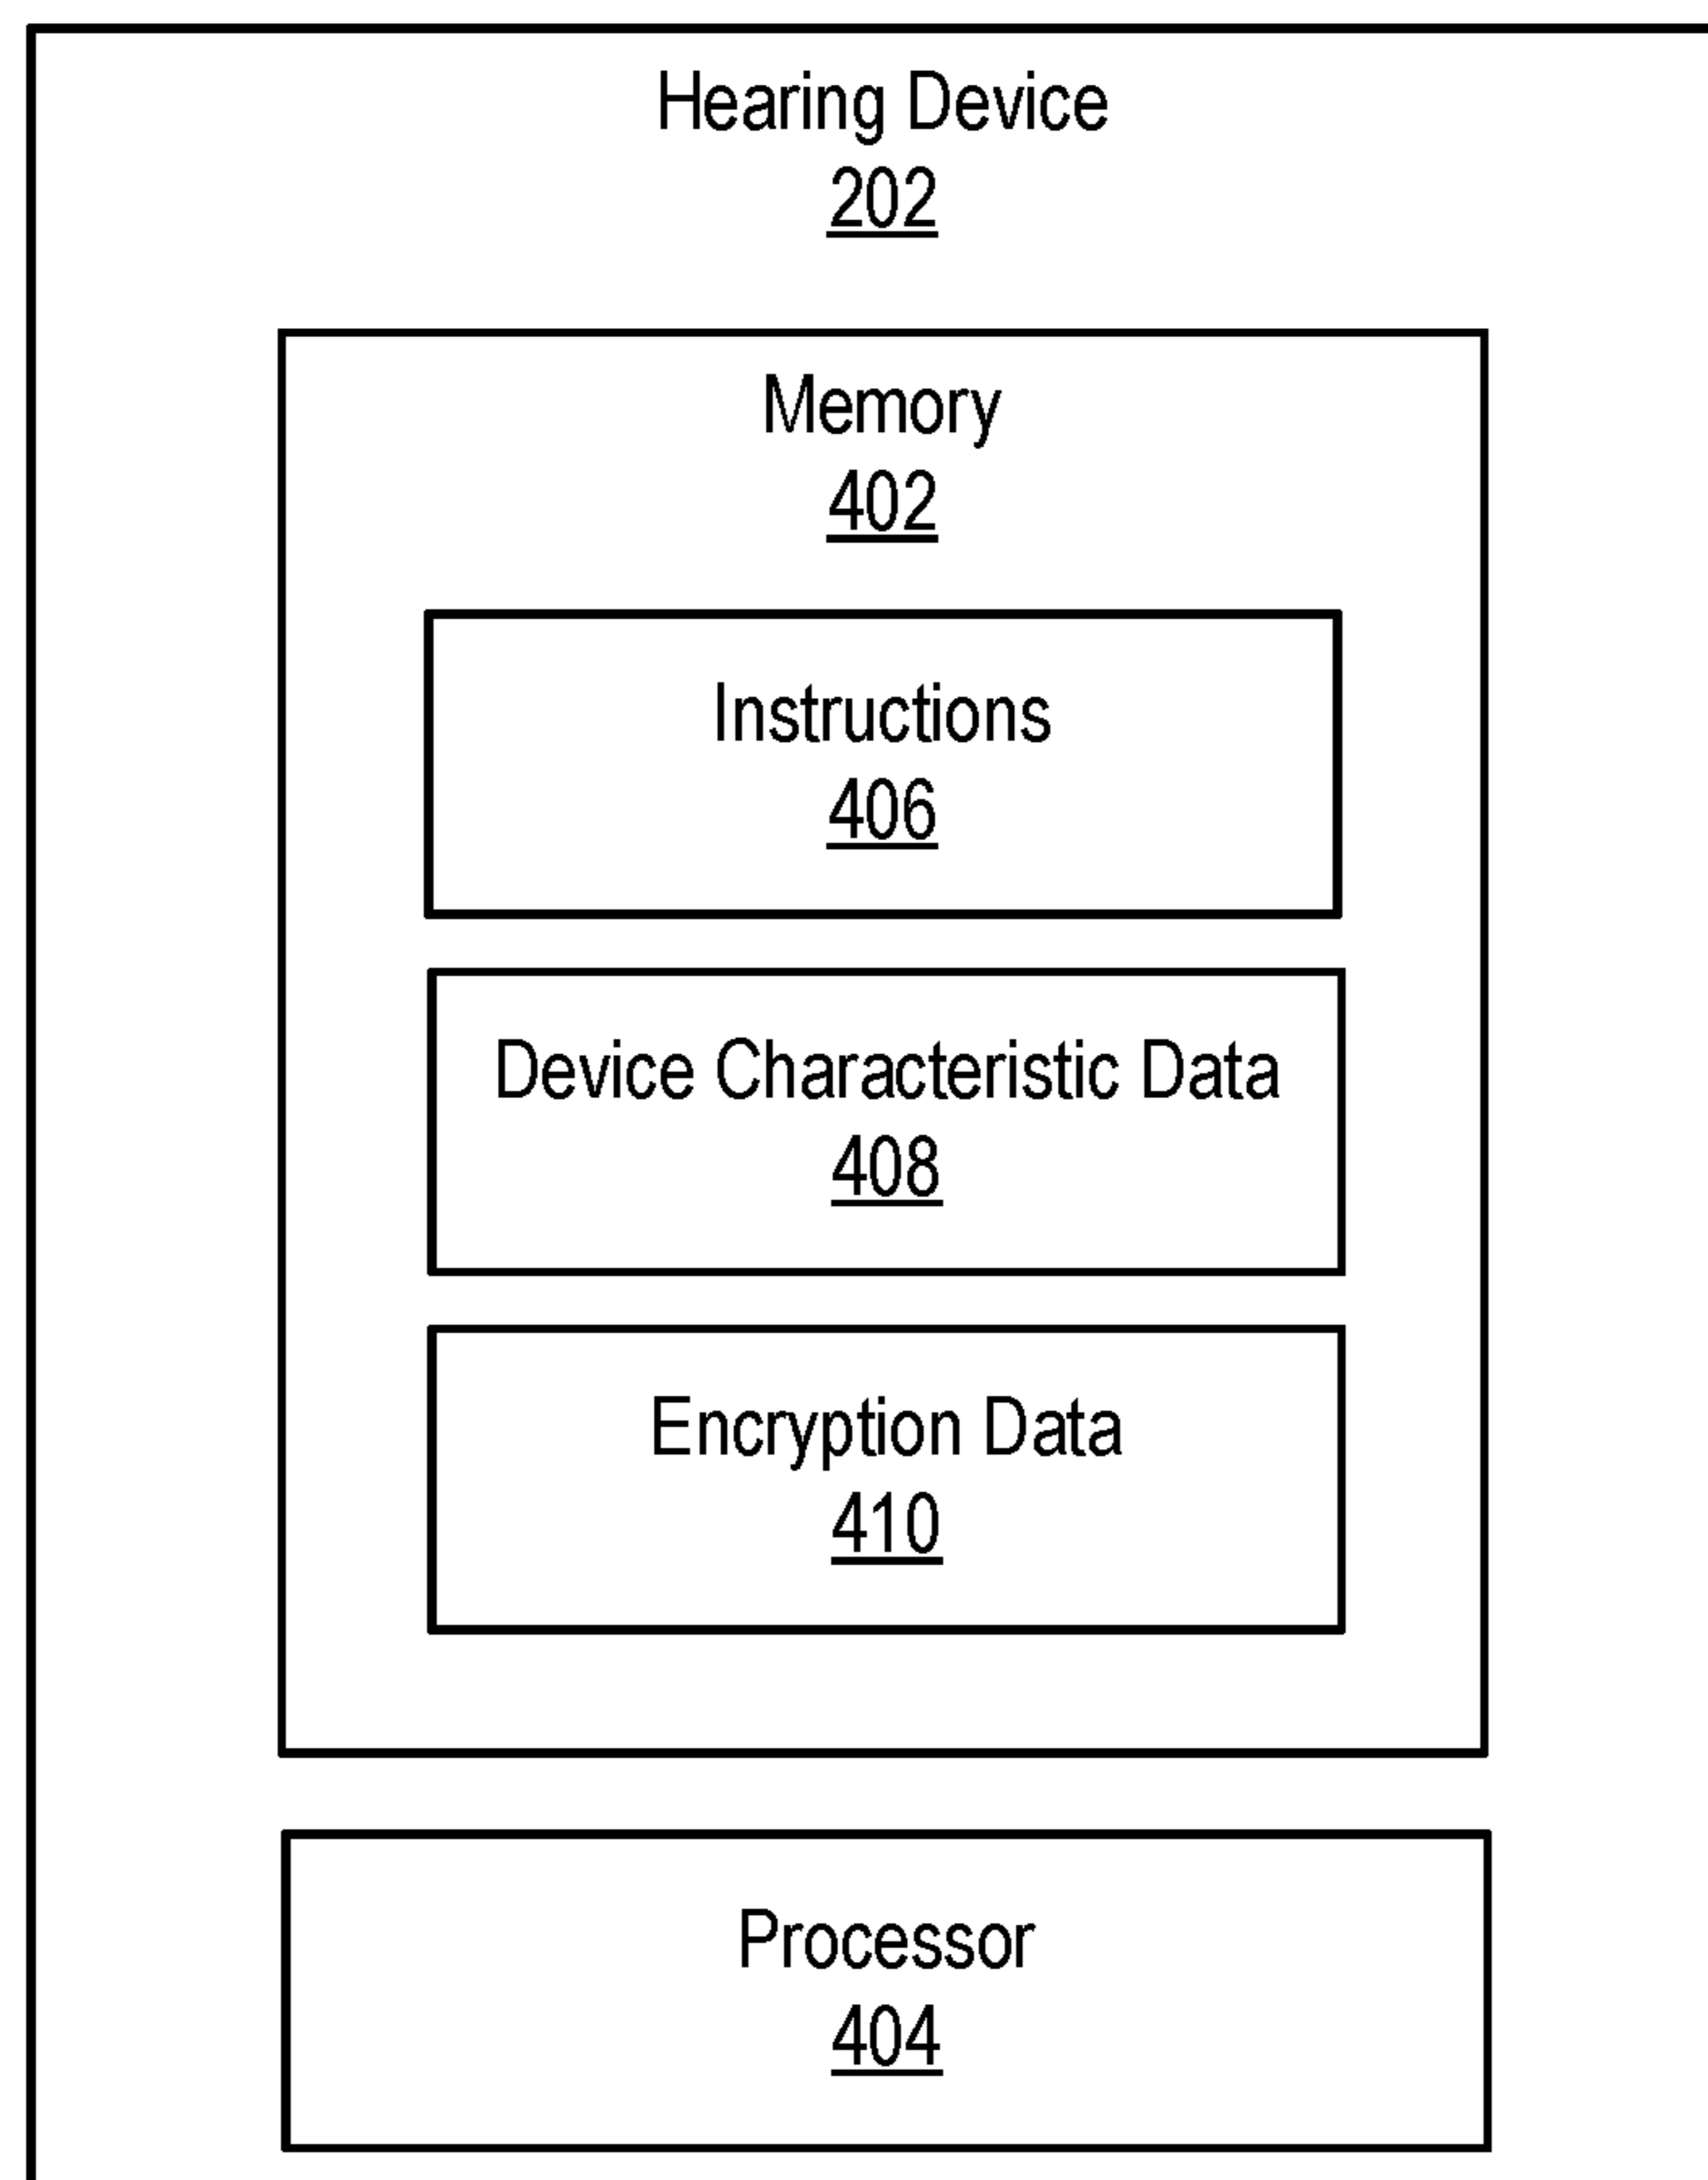 Hearing Device
202
Memory
402
Instructions
406
Device Characteristic Data
408
Encryption Data
410
Processor
404